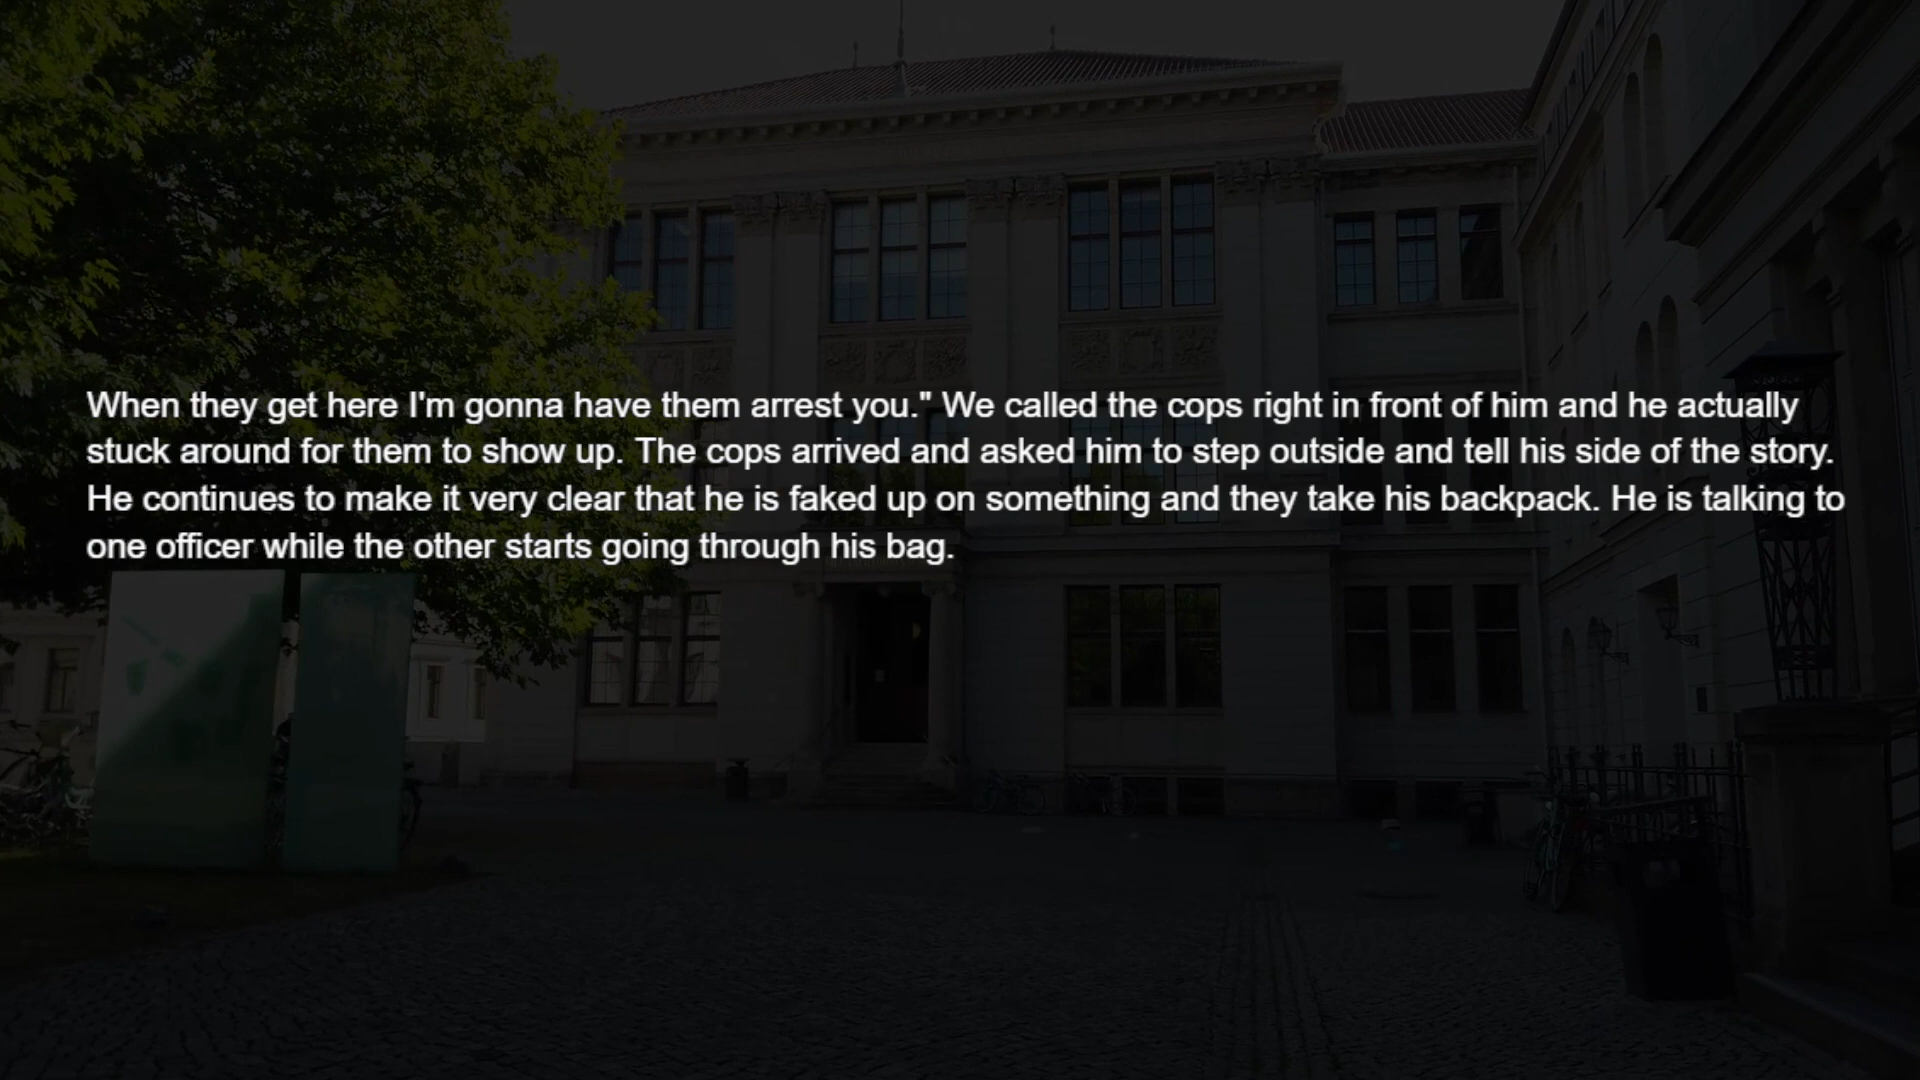 When they get here I'm gonna have them arrest you." We called the cops right in front of him and he actually
stuck around for them to show up. The cops arrived and asked him to step outside and tell his side of the story.
He continues to make it very clear that he is faked up on something and they take his backpack. He is talking to
one officer while the other starts going through his bag.